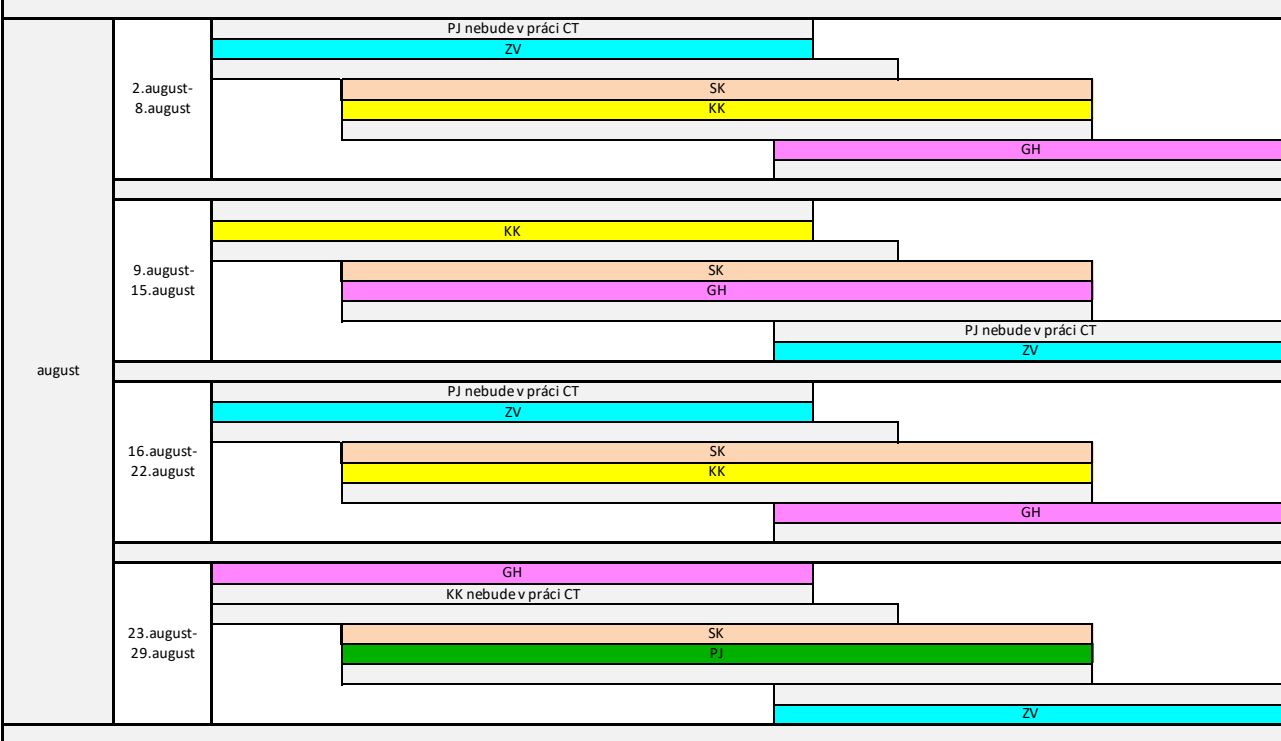 august
2.august-
8.august
PJ nebude v práci CT
ZV
SK
KK
GH
9.august-
15.august
KK
SK
GH
PJ nebude v práci CT
ZV
16.august-
22.august
PJ nebude v práci CT
ZV
SK
KK
GH
23.august-
29.august
GH
KK nebude v práci CT
SK
PJ
ZV